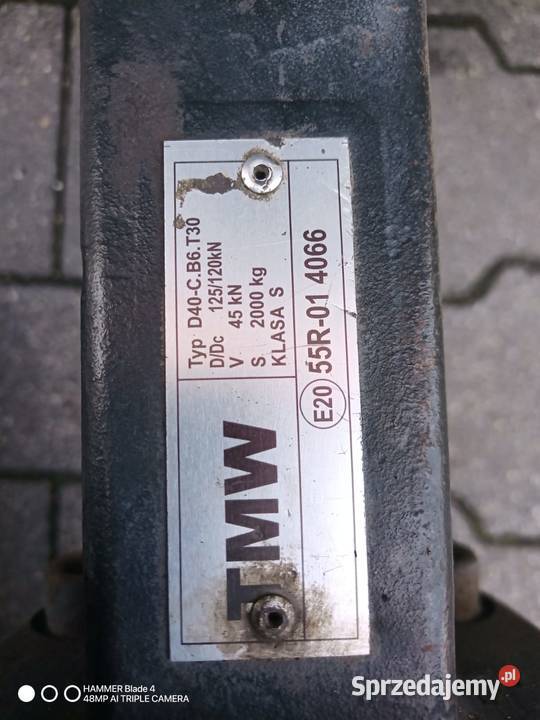 TMW
Typ D40-C.B6.T30
D/Dc 125/120kN
V. 45 kN
S. 2000 kg
KLASA S
E20 55R-01 4066
HAMMER Blade 4
48MP AI TRIPLE CAMERA
Sprzedajemy.pl